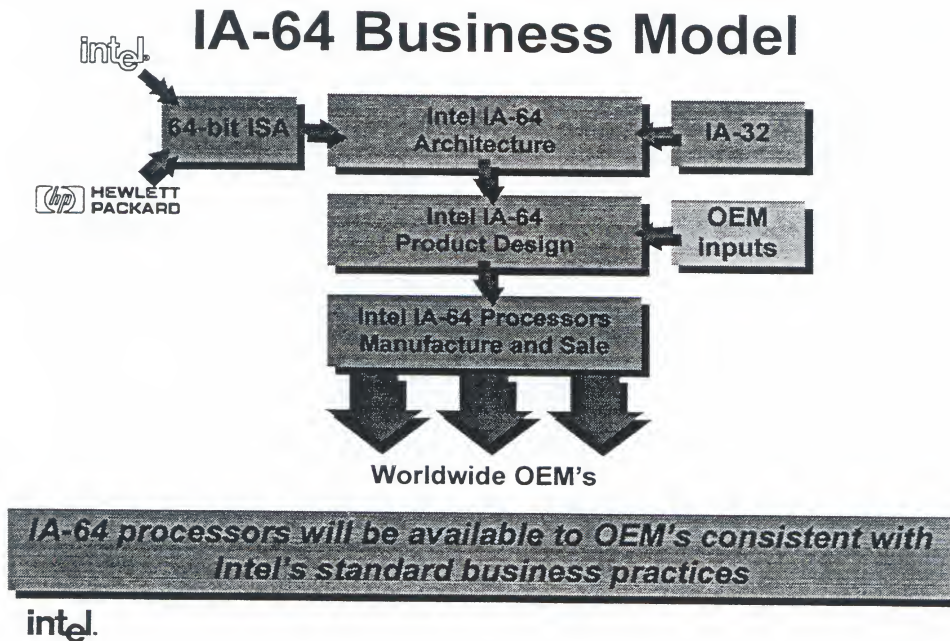 IA-64 Business Model
intel.
64-bit ISA
Intel IA-64
Architecture
IA-32
hp HEWLETT
PACKARD
Intel IA-64
Product Design
OEM
Inputs
Intel IA-64 Processors
Manufacture and Sale
Worldwide OEM's
IA-64 processors will be available to OEM's consistent with
Intel's standard business practices
intel.